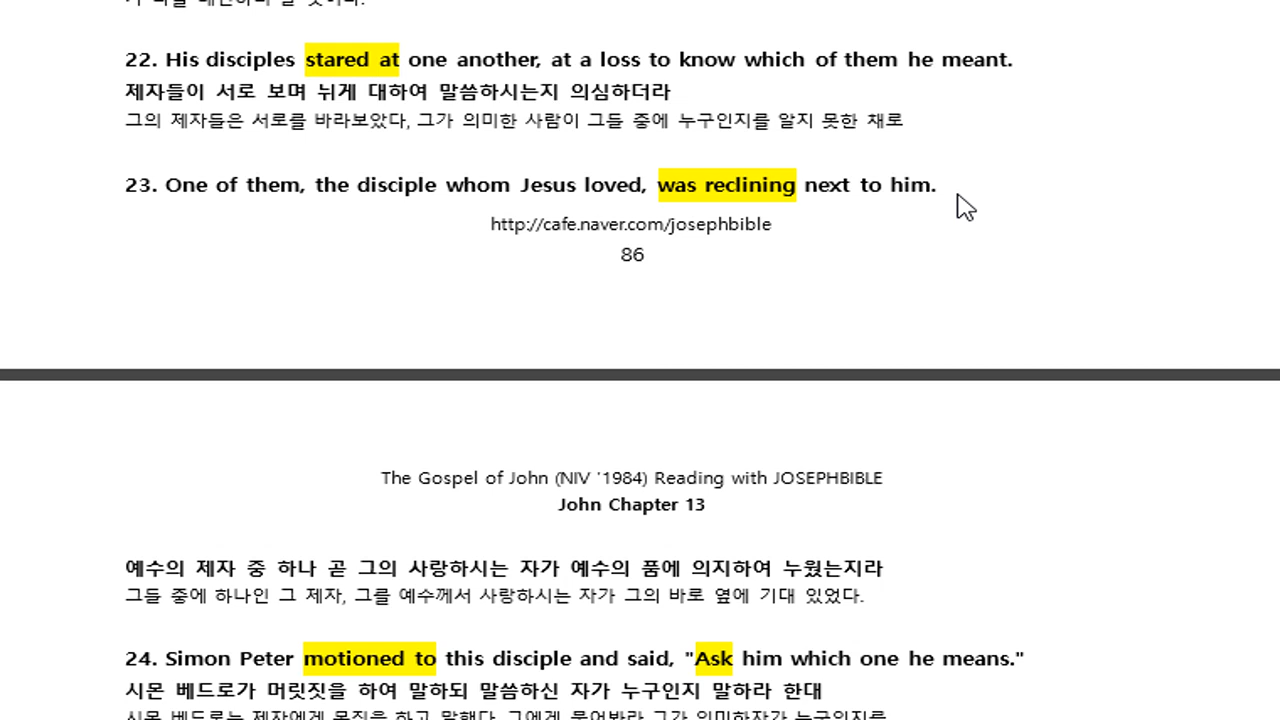 22. His disciples stared at one another, at a loss to know which of them he meant.
제자들이 서로 보며 뉘게 대하여 말씀하시는지 의심하더라
그의 제자들은 서로를 바라보았다, 그가 의미한 사람이 그들 중에 누구인지를 알지 못한 채로
23. One of them, the disciple whom Jesus loved, was reclining next to him.
http://cafe.naver.com/josephbible
86
The Gospel of John (NIV '1984) Reading with JOSEPHBIBLE
John Chapter 13
예수의 제자 중 하나 곧 그의 사랑하시는 자가 예수의 품에 의지하여 누웠는지라
그들 중에 하나인 그 제자, 그를 예수께서 사랑하시는 자가 그의 바로 옆에 기대 있었다.
24. Simon Peter motioned to this disciple and said, "Ask him which one he means."
시몬 베드로가 머릿짓을 하여 말하되 말씀하신 자가 누구인지 말하라 한대